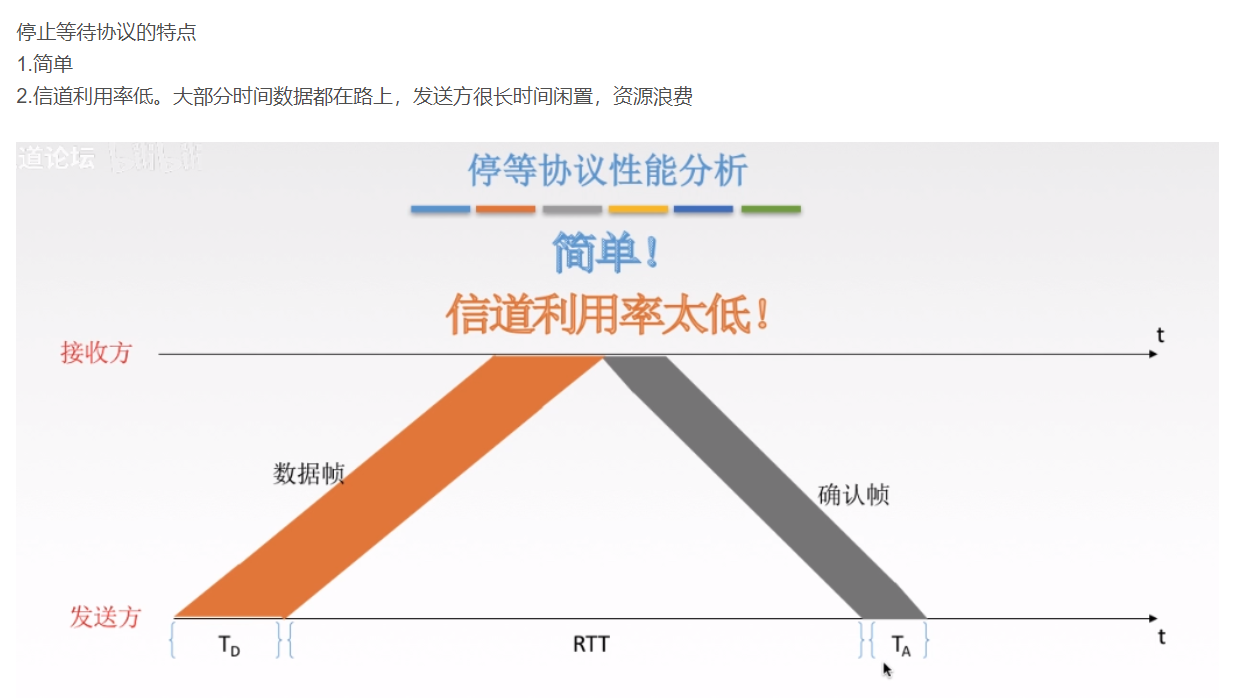 停止等待协议的特点
1.简单
2.信道利用率低。大部分时间数据都在路上，发送方很长时间闲置，资源浪费
道论坛
停等协议性能分析
简单！
信道利用率太低！
接收方
t
数据帧
确认帧
发送方
t
TD
RTT
TA